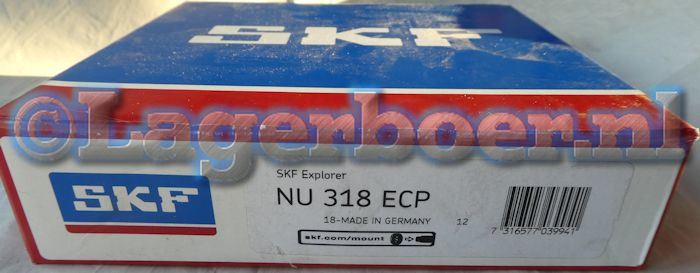 SKF
©Lagerboer.nl
SKF
SKF Explorer
NU 318 ECP
18-MADE IN GERMANY 12
skf.com/mount
7 316577 039941